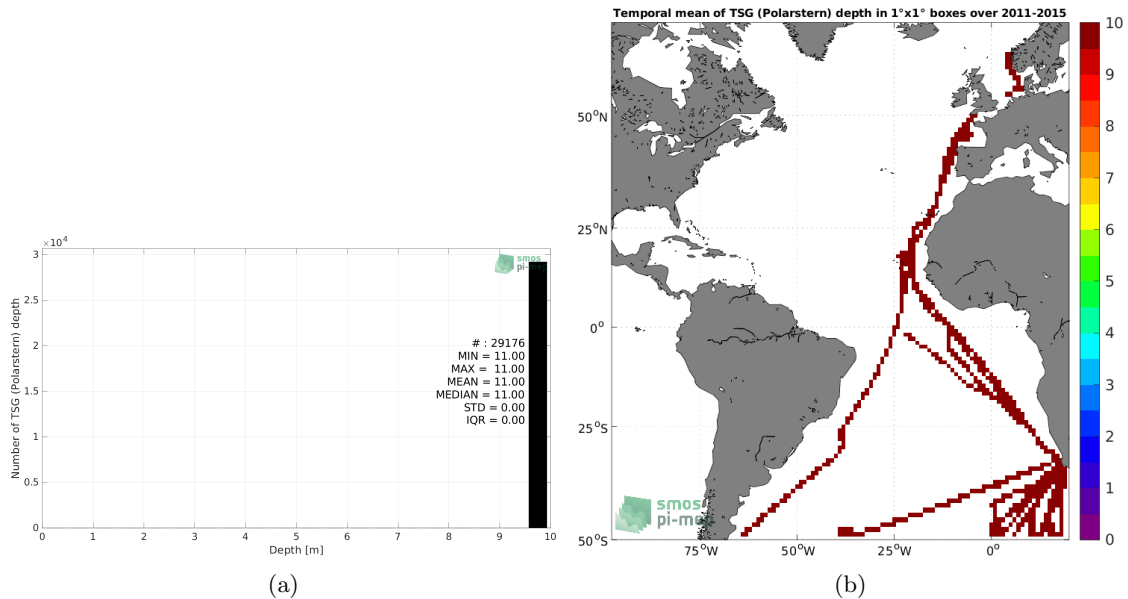 ×10⁴
3
2.5
2
1.5
1
0.5
0
Number of TSG (Polarstern) depth
smos
pi-mep
# : 29176
MIN = 11.00
MAX = 11.00
MEAN = 11.00
MEDIAN = 11.00
STD = 0.00
IQR = 0.00
0 1 2 3 4 5 6 7 8 9 10
Depth [m]
(a)
Temporal mean of TSG (Polarstern) depth in 1°x1° boxes over 2011-2015
50°N
25°N
0°
25°S
50°S
75°W 50°W 25°W 0°
smos
pi-mep
10
9
8
7
6
5
4
3
2
1
0
(b)